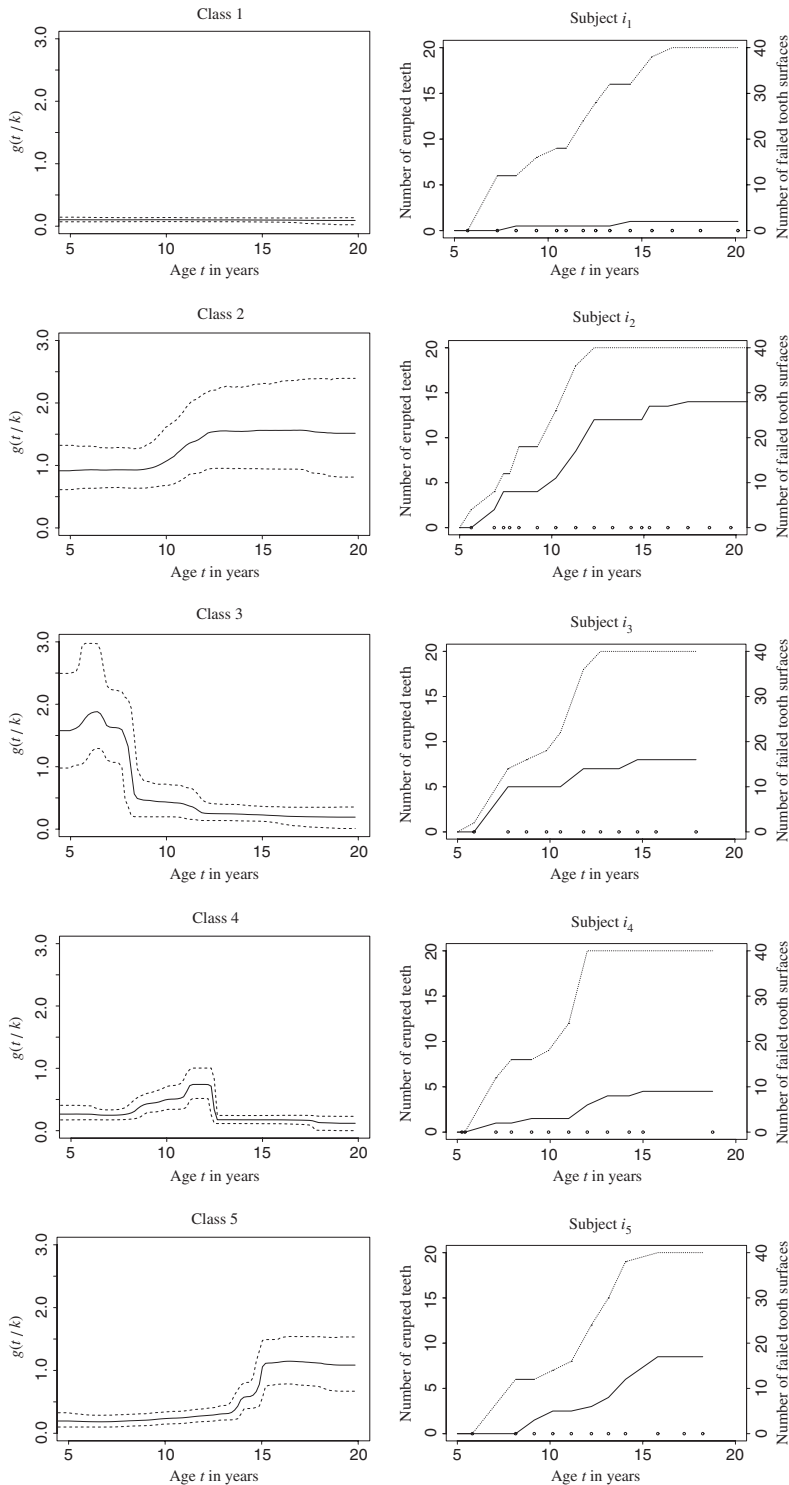 Class 1
g(t / k)
3.0
2.0
1.0
0.0
5 10 15 20
Age t in years
Subject i1
Number of erupted teeth
20
15
10
5
0
40
30
20
10
0
Number of failed tooth surfaces
5 10 15 20
Age t in years
Class 2
g(t / k)
3.0
2.0
1.0
0.0
5 10 15 20
Age t in years
Subject i2
Number of erupted teeth
20
15
10
5
0
40
30
20
10
0
Number of failed tooth surfaces
5 10 15 20
Age t in years
Class 3
g(t / k)
3.0
2.0
1.0
0.0
5 10 15 20
Age t in years
Subject i3
Number of erupted teeth
20
15
10
5
0
40
30
20
10
0
Number of failed tooth surfaces
5 10 15 20
Age t in years
Class 4
g(t / k)
3.0
2.0
1.0
0.0
5 10 15 20
Age t in years
Subject i4
Number of erupted teeth
20
15
10
5
0
40
30
20
10
0
Number of failed tooth surfaces
5 10 15 20
Age t in years
Class 5
g(t / k)
3.0
2.0
1.0
0.0
5 10 15 20
Age t in years
Subject i5
Number of erupted teeth
20
15
10
5
0
40
30
20
10
0
Number of failed tooth surfaces
5 10 15 20
Age t in years